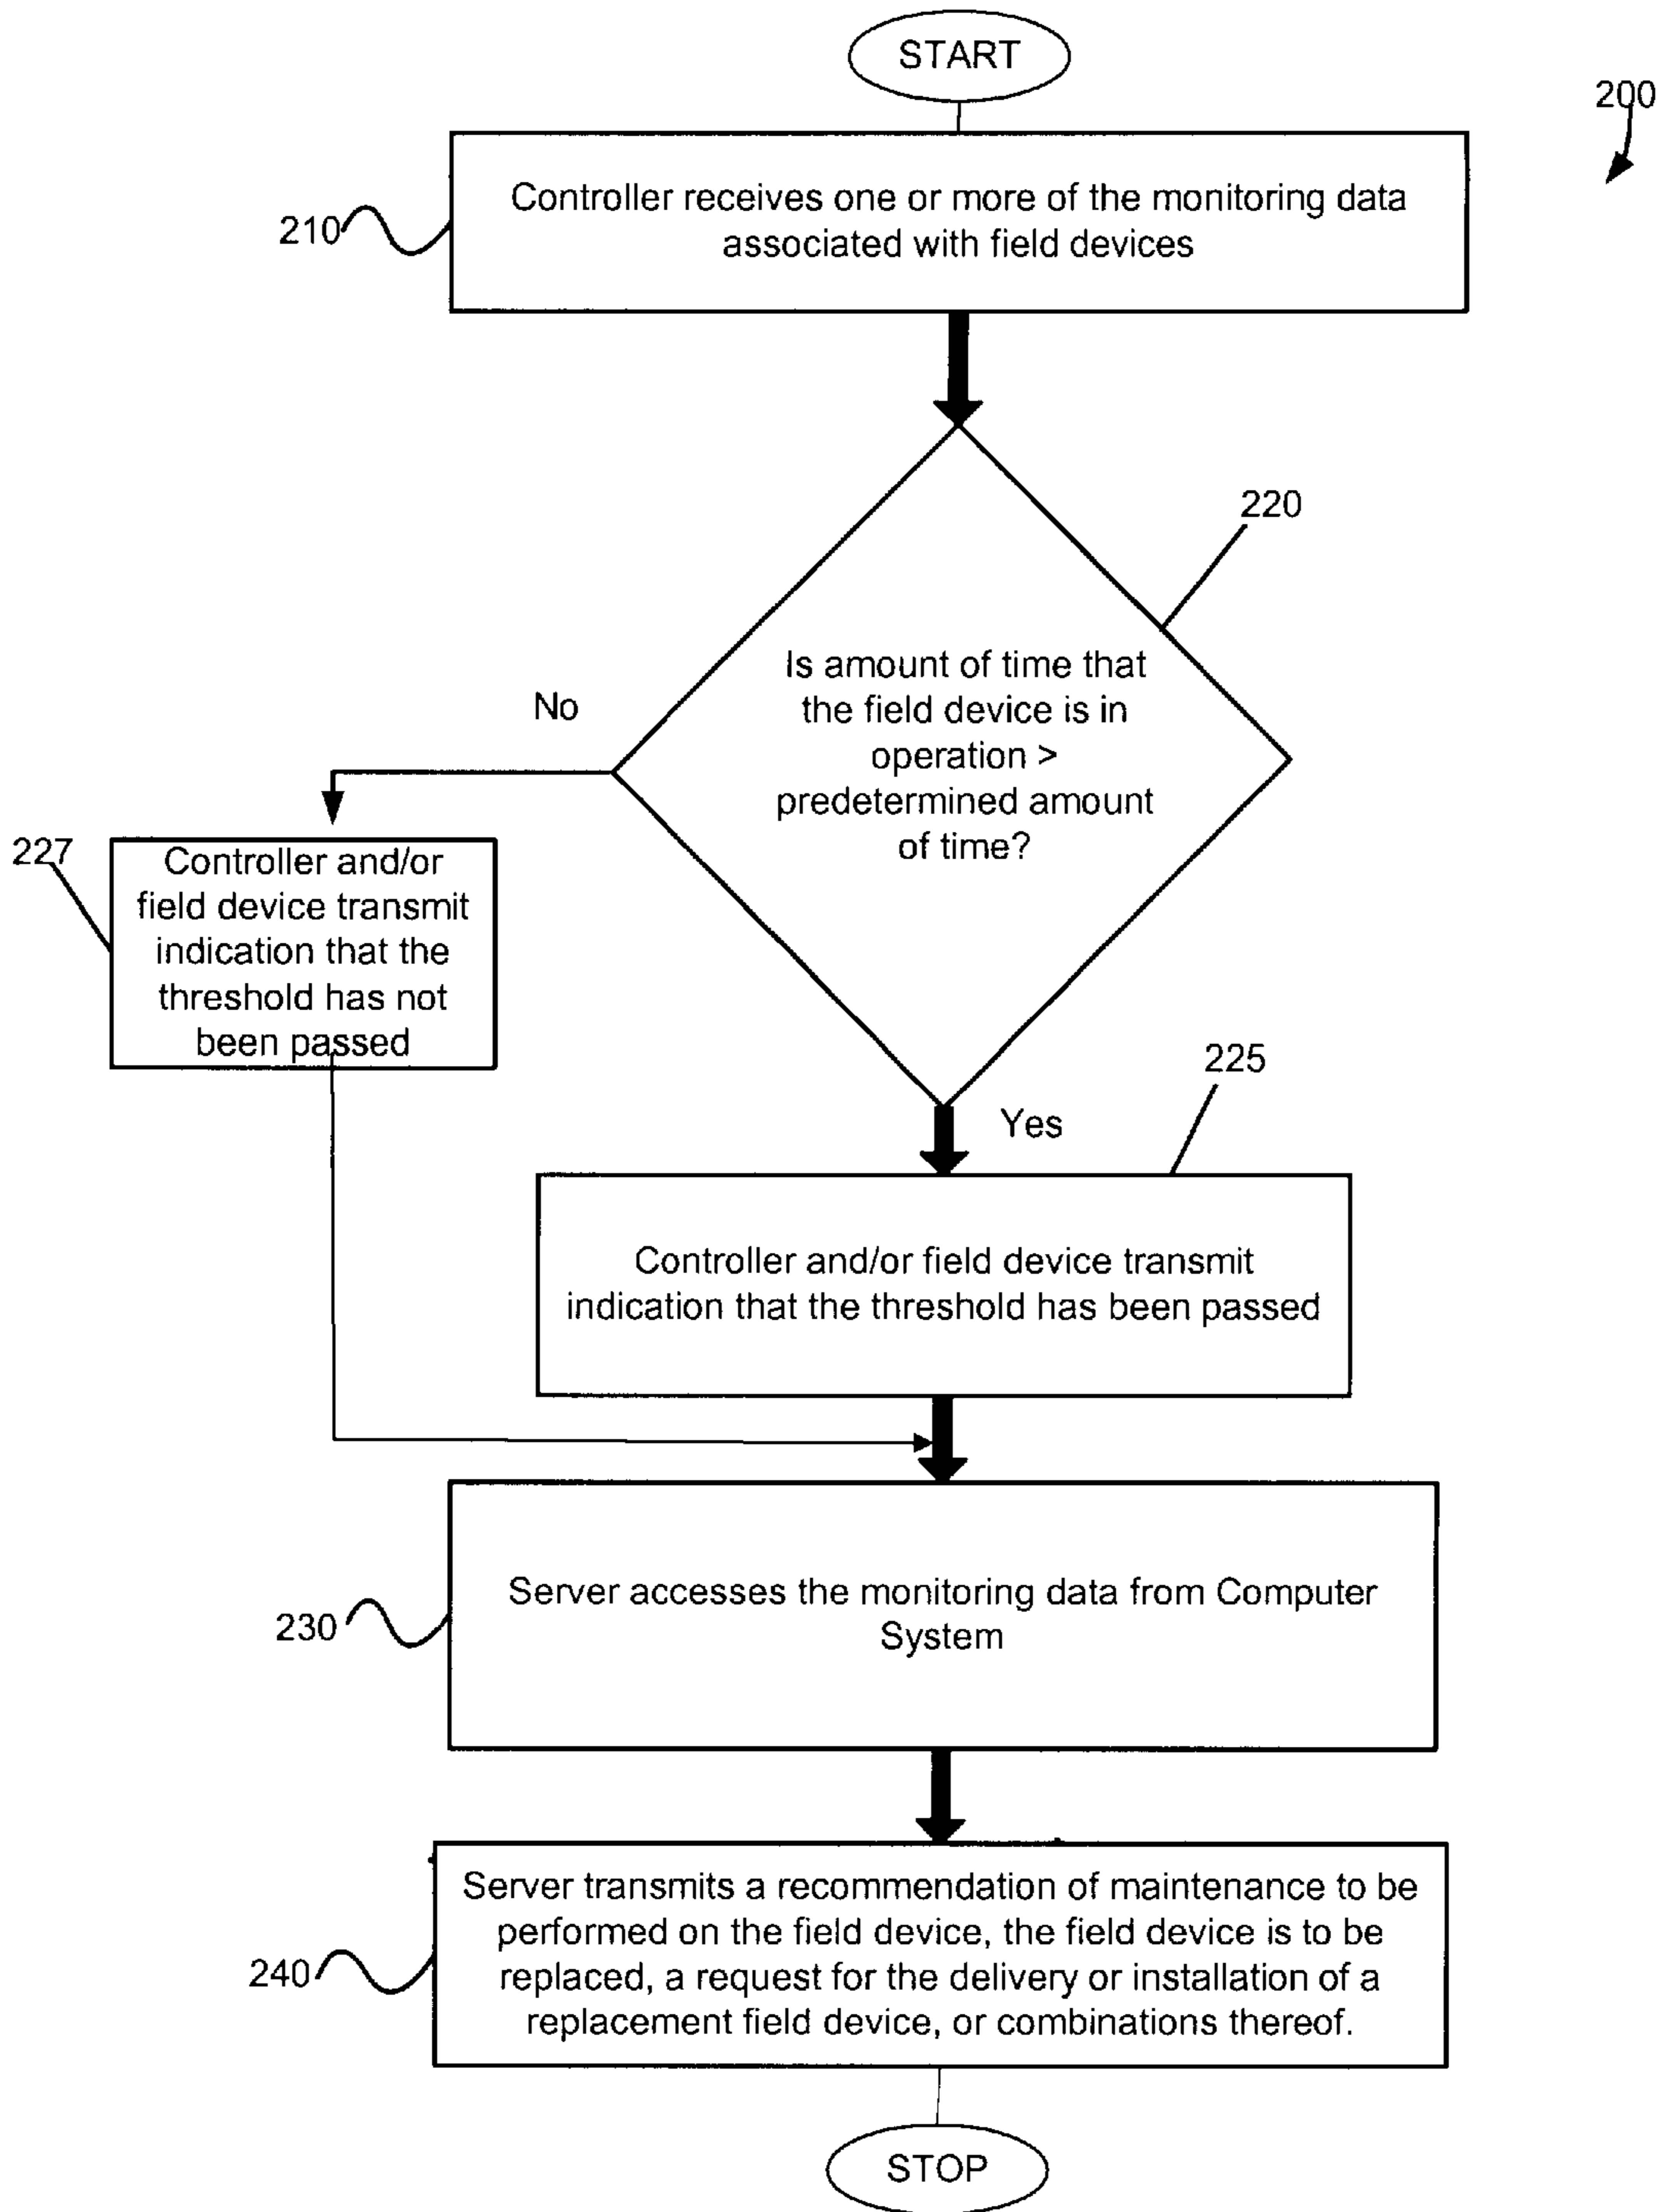 START
200
Controller receives one or more of the monitoring data
associated with field devices
210
220
Is amount of time that
the field device is in
operation >
predetermined amount
of time?
No
227
Controller and/or
field device transmit
indication that the
threshold has not
been passed
Yes
225
Controller and/or field device transmit
indication that the threshold has been passed
Server accesses the monitoring data from Computer
System
230
Server transmits a recommendation of maintenance to be
performed on the field device, the field device is to be
replaced, a request for the delivery or installation of a
replacement field device, or combinations thereof.
240
STOP